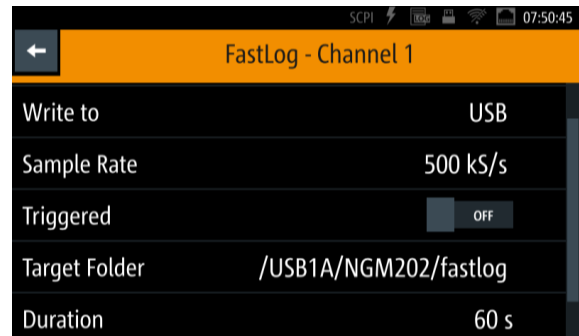 SCPI 07:50:45
FastLog - Channel 1
Write to USB
Sample Rate 500 kS/s
Triggered OFF
Target Folder /USB1A/NGM202/fastlog
Duration 60 s